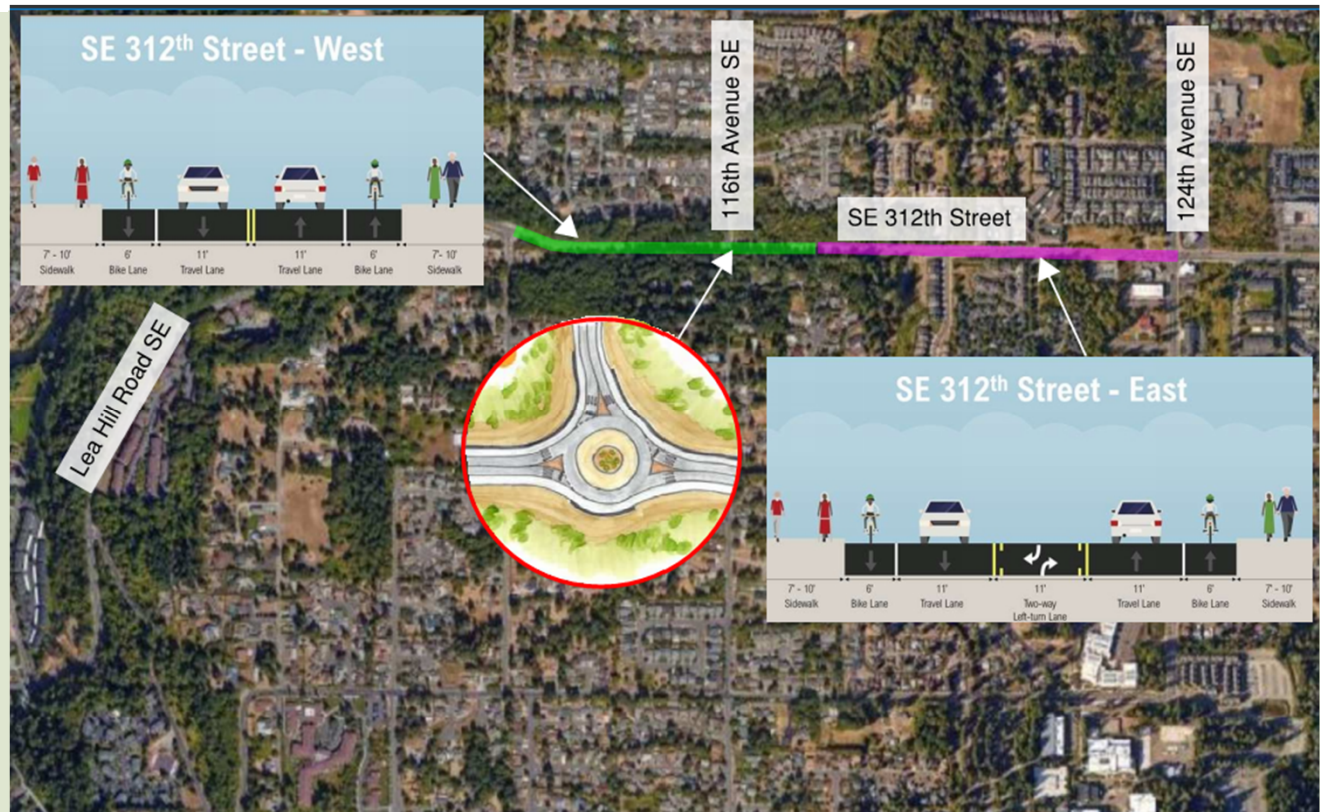 SE 312th Street - West
7' - 10'
Sidewalk
6'
Bike Lane
11'
Travel Lane
11'
Travel Lane
6'
Bike Lane
7'- 10'
Sidewalk
116th Avenue SE
SE 312th Street
124th Avenue SE
Lea Hill Road SE
SE 312th Street - East
7' - 10'
Sidewalk
6'
Bike Lane
11'
Travel Lane
11'
Two-way
Left-turn Lane
11'
Travel Lane
6'
Bike Lane
7' - 10'
Sidewalk